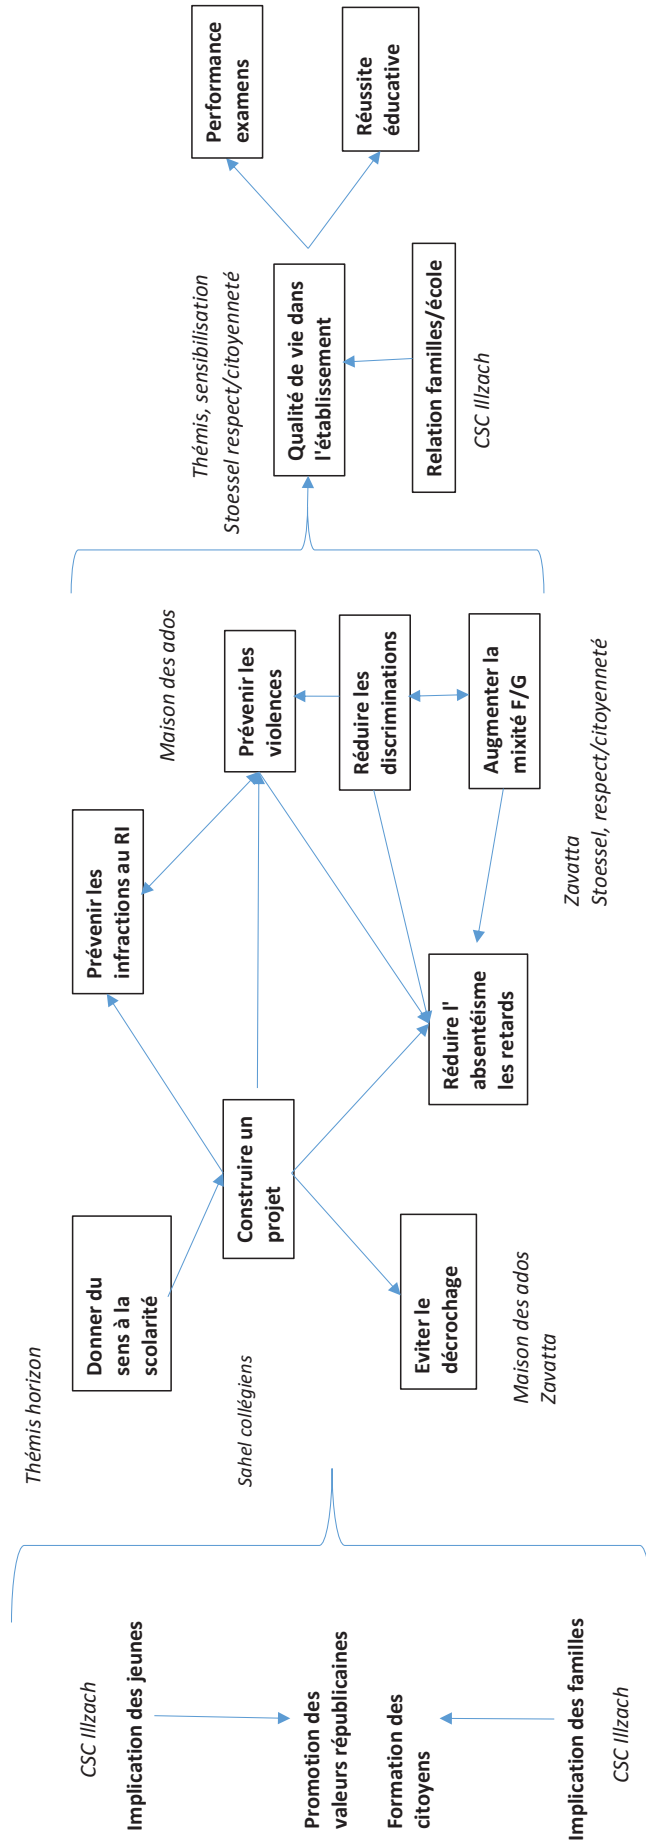 CSC Illzach
Implication des jeunes
Promotion des
valeurs républicaines
Formation des
citoyens
Implication des familles
CSC Illzach
Thémis horizon
Donner du
sens à la
scolarité
Sahel collégiens
Construire un
projet
Eviter le
décrochage
Maison des ados
Zavatta
Prévenir les
infractions au RI
Réduire l'
absentéisme
les retards
Maison des ados
Prévenir les
violences
Réduire les
discriminations
Augmenter la
mixité F/G
Zavatta
Stoessel, respect/citoyenneté
Thémis, sensibilisation
Stoessel respect/citoyenneté
Qualité de vie dans
l'établissement
Relation familles/école
CSC Illzach
Performance
examens
Réussite
éducative